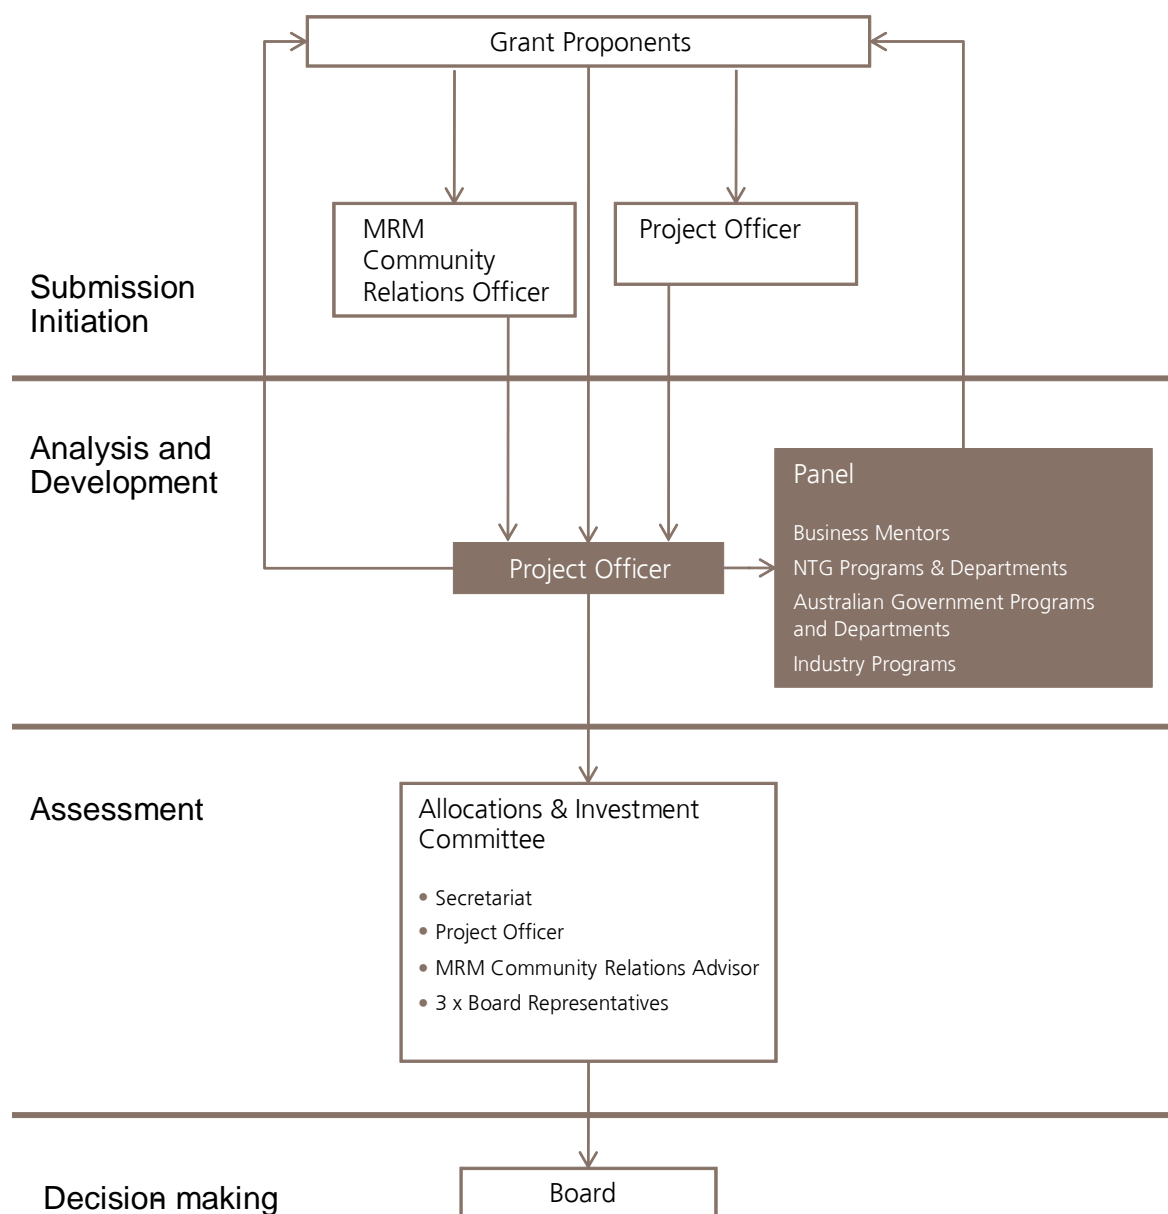 Grant Proponents
MRM
Community
Relations Officer
Project Officer
Submission
Initiation
Analysis and
Development
Project Officer
Panel
Business Mentors
NTG Programs & Departments
Australian Government Programs
and Departments
Industry Programs
Assessment
Allocations & Investment
Committee
• Secretariat
• Project Officer
• MRM Community Relations Advisor
• 3 x Board Representatives
Decision making
Board